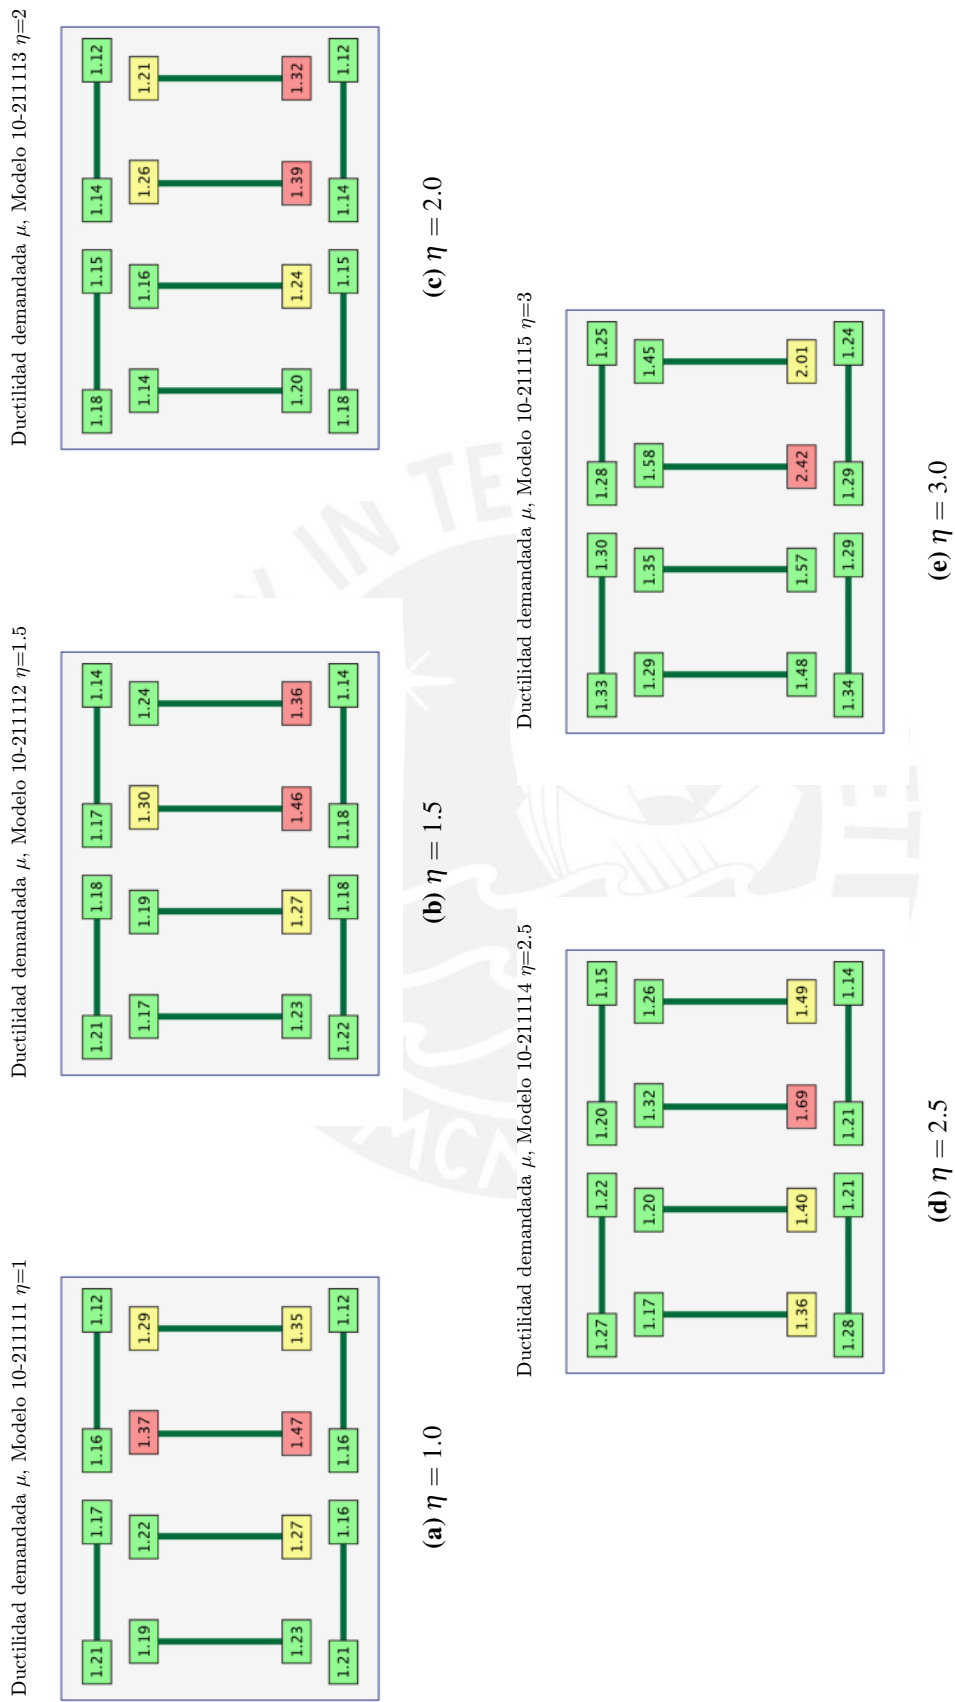 Ductilidad demandada μ, Modelo 10-211111 η=1
1.21 1.17 1.16 1.12
1.19 1.22 1.37 1.29
1.23 1.27 1.47 1.35
1.21 1.16 1.16 1.12
(a) η = 1.0
Ductilidad demandada μ, Modelo 10-211112 η=1.5
1.21 1.18 1.17 1.14
1.17 1.19 1.30 1.24
1.23 1.27 1.46 1.36
1.22 1.18 1.18 1.14
(b) η = 1.5
Ductilidad demandada μ, Modelo 10-211113 η=2
1.18 1.15 1.14 1.12
1.14 1.16 1.26 1.21
1.20 1.24 1.39 1.32
1.18 1.15 1.14 1.12
(c) η = 2.0
Ductilidad demandada μ, Modelo 10-211114 η=2.5
1.27 1.22 1.20 1.15
1.17 1.20 1.32 1.26
1.36 1.40 1.69 1.49
1.28 1.21 1.21 1.14
(d) η = 2.5
Ductilidad demandada μ, Modelo 10-211115 η=3
1.33 1.30 1.28 1.25
1.29 1.35 1.58 1.45
1.48 1.57 2.42 2.01
1.34 1.29 1.29 1.24
(e) η = 3.0
IN TE